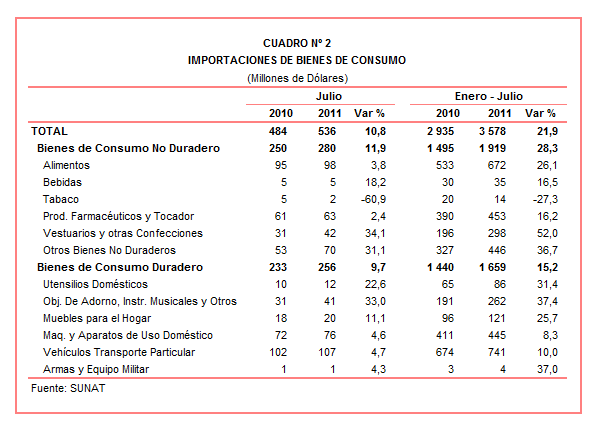 CUADRO Nº 2
IMPORTACIONES DE BIENES DE CONSUMO
(Millones de Dólares)
Julio Enero - Julio
2010 2011 Var % 2010 2011 Var %
TOTAL 484 536 10,8 2 935 3 578 21,9
Bienes de Consumo No Duradero 250 280 11,9 1 495 1 919 28,3
Alimentos 95 98 3,8 533 672 26,1
Bebidas 5 5 18,2 30 35 16,5
Tabaco 5 2 -60,9 20 14 -27,3
Prod. Farmacéuticos y Tocador 61 63 2,4 390 453 16,2
Vestuarios y otras Confecciones 31 42 34,1 196 298 52,0
Otros Bienes No Duraderos 53 70 31,1 327 446 36,7
Bienes de Consumo Duradero 233 256 9,7 1 440 1 659 15,2
Utensilios Domésticos 10 12 22,6 65 86 31,4
Obj. De Adorno, Instr. Musicales y Otros 31 41 33,0 191 262 37,4
Muebles para el Hogar 18 20 11,1 96 121 25,7
Maq. y Aparatos de Uso Doméstico 72 76 4,6 411 445 8,3
Vehículos Transporte Particular 102 107 4,7 674 741 10,0
Armas y Equipo Militar 1 1 4,3 3 4 37,0
Fuente: SUNAT